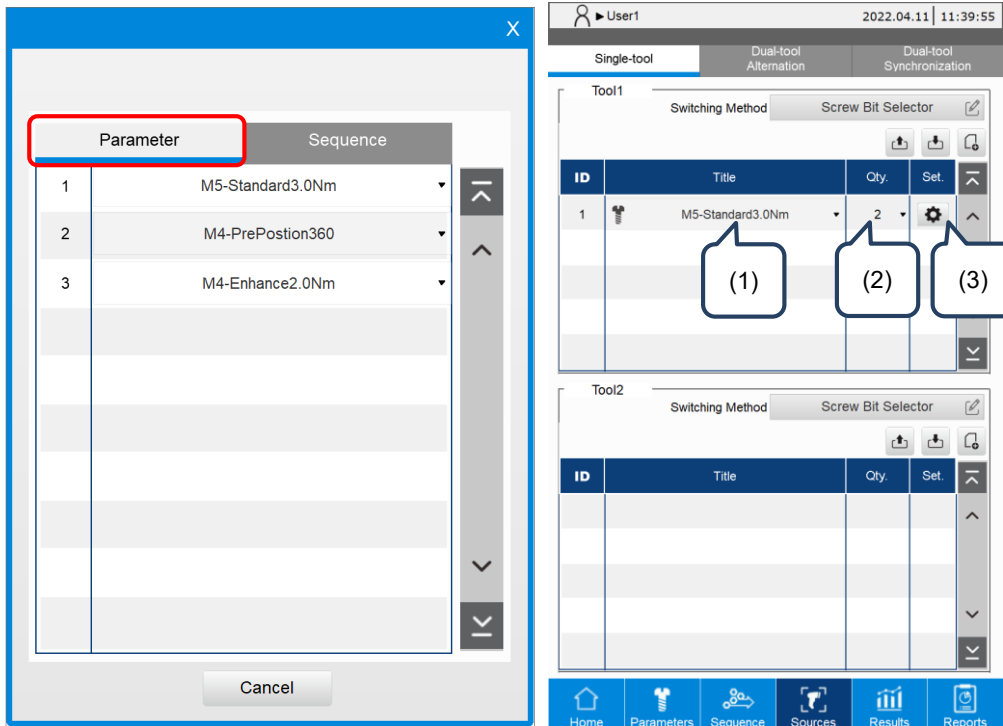 X
Parameter
Sequence
1
M5-Standard3.0Nm
2
M4-PrePostion360
3
M4-Enhance2.0Nm
Cancel
User1
2022.04.11
11:39:55
Single-tool
Dual-tool
Alternation
Dual-tool
Synchronization
Tool1
Switching Method
Screw Bit Selector
ID
Title
Qty.
Set.
1
M5-Standard3.0Nm
2
(1)
(2)
(3)
Tool2
Switching Method
Screw Bit Selector
ID
Title
Qty.
Set.
Home
Parameters
Sequence
Sources
Results
Reports